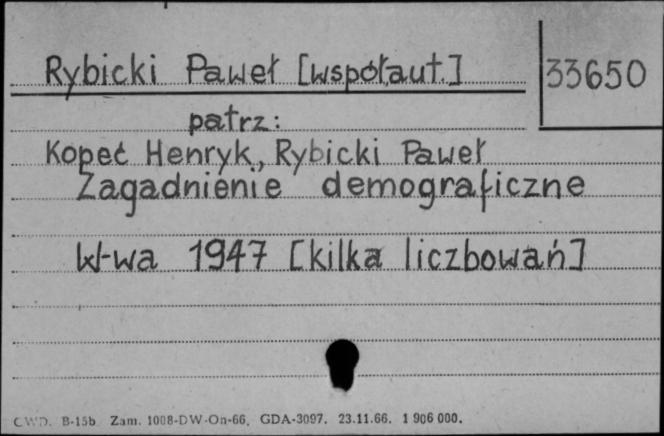 Rybicki Paweł [współaut.]
33650
patrz:
Kopeć Henryk, Rybicki Paweł
Zagadnienie demograficzne
W-wa 1947 [kilka liczbowań]
CWD. B-15b Zam. 1008-DW-On-66. GDA-3097. 23.11.66. 1 906 000.